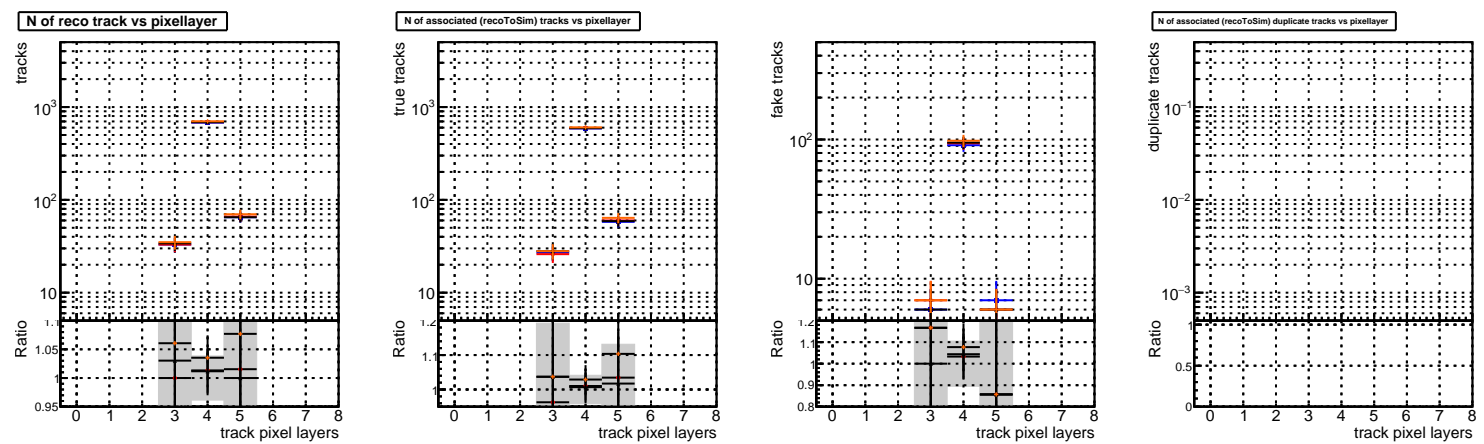 N of reco track vs pixellayer
tracks
10³
10²
10
Ratio
1.1
1.05
1
0.95
0 1 2 3 4 5 6 7 8
track pixel layers
N of associated (recoToSim) tracks vs pixellayer
true tracks
10³
10²
10
Ratio
1.2
1.1
1
0 1 2 3 4 5 6 7 8
track pixel layers
fake tracks
10²
10
Ratio
1.2
1.1
1
0.9
0.8
0 1 2 3 4 5 6 7 8
track pixel layers
N of associated (recoToSim) duplicate tracks vs pixellayer
duplicate tracks
10⁻¹
10⁻²
10⁻³
Ratio
1
0.5
0
0 1 2 3 4 5 6 7 8
track pixel layers